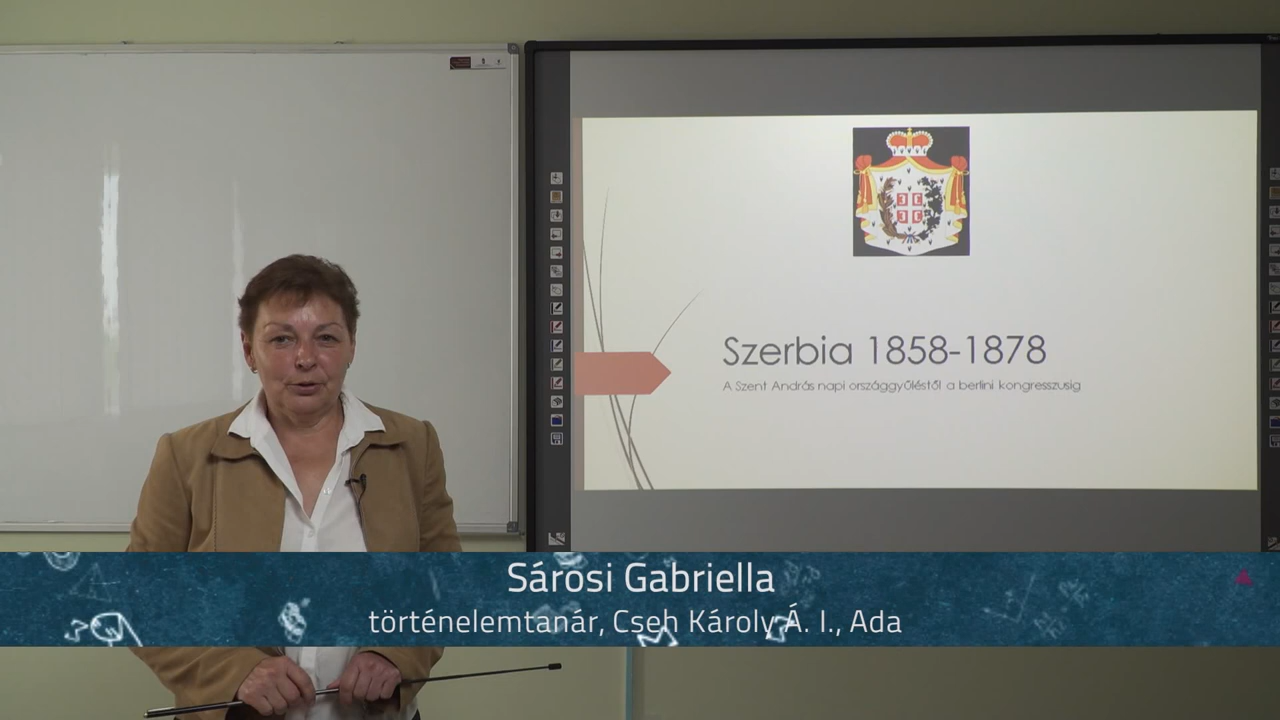 Szerbia 1858-1878
A Szent András napi országgyűléstől a berlini kongresszusig
Sárosi Gabriella
történelemtanár, Cseh Károly Á. I., Ada